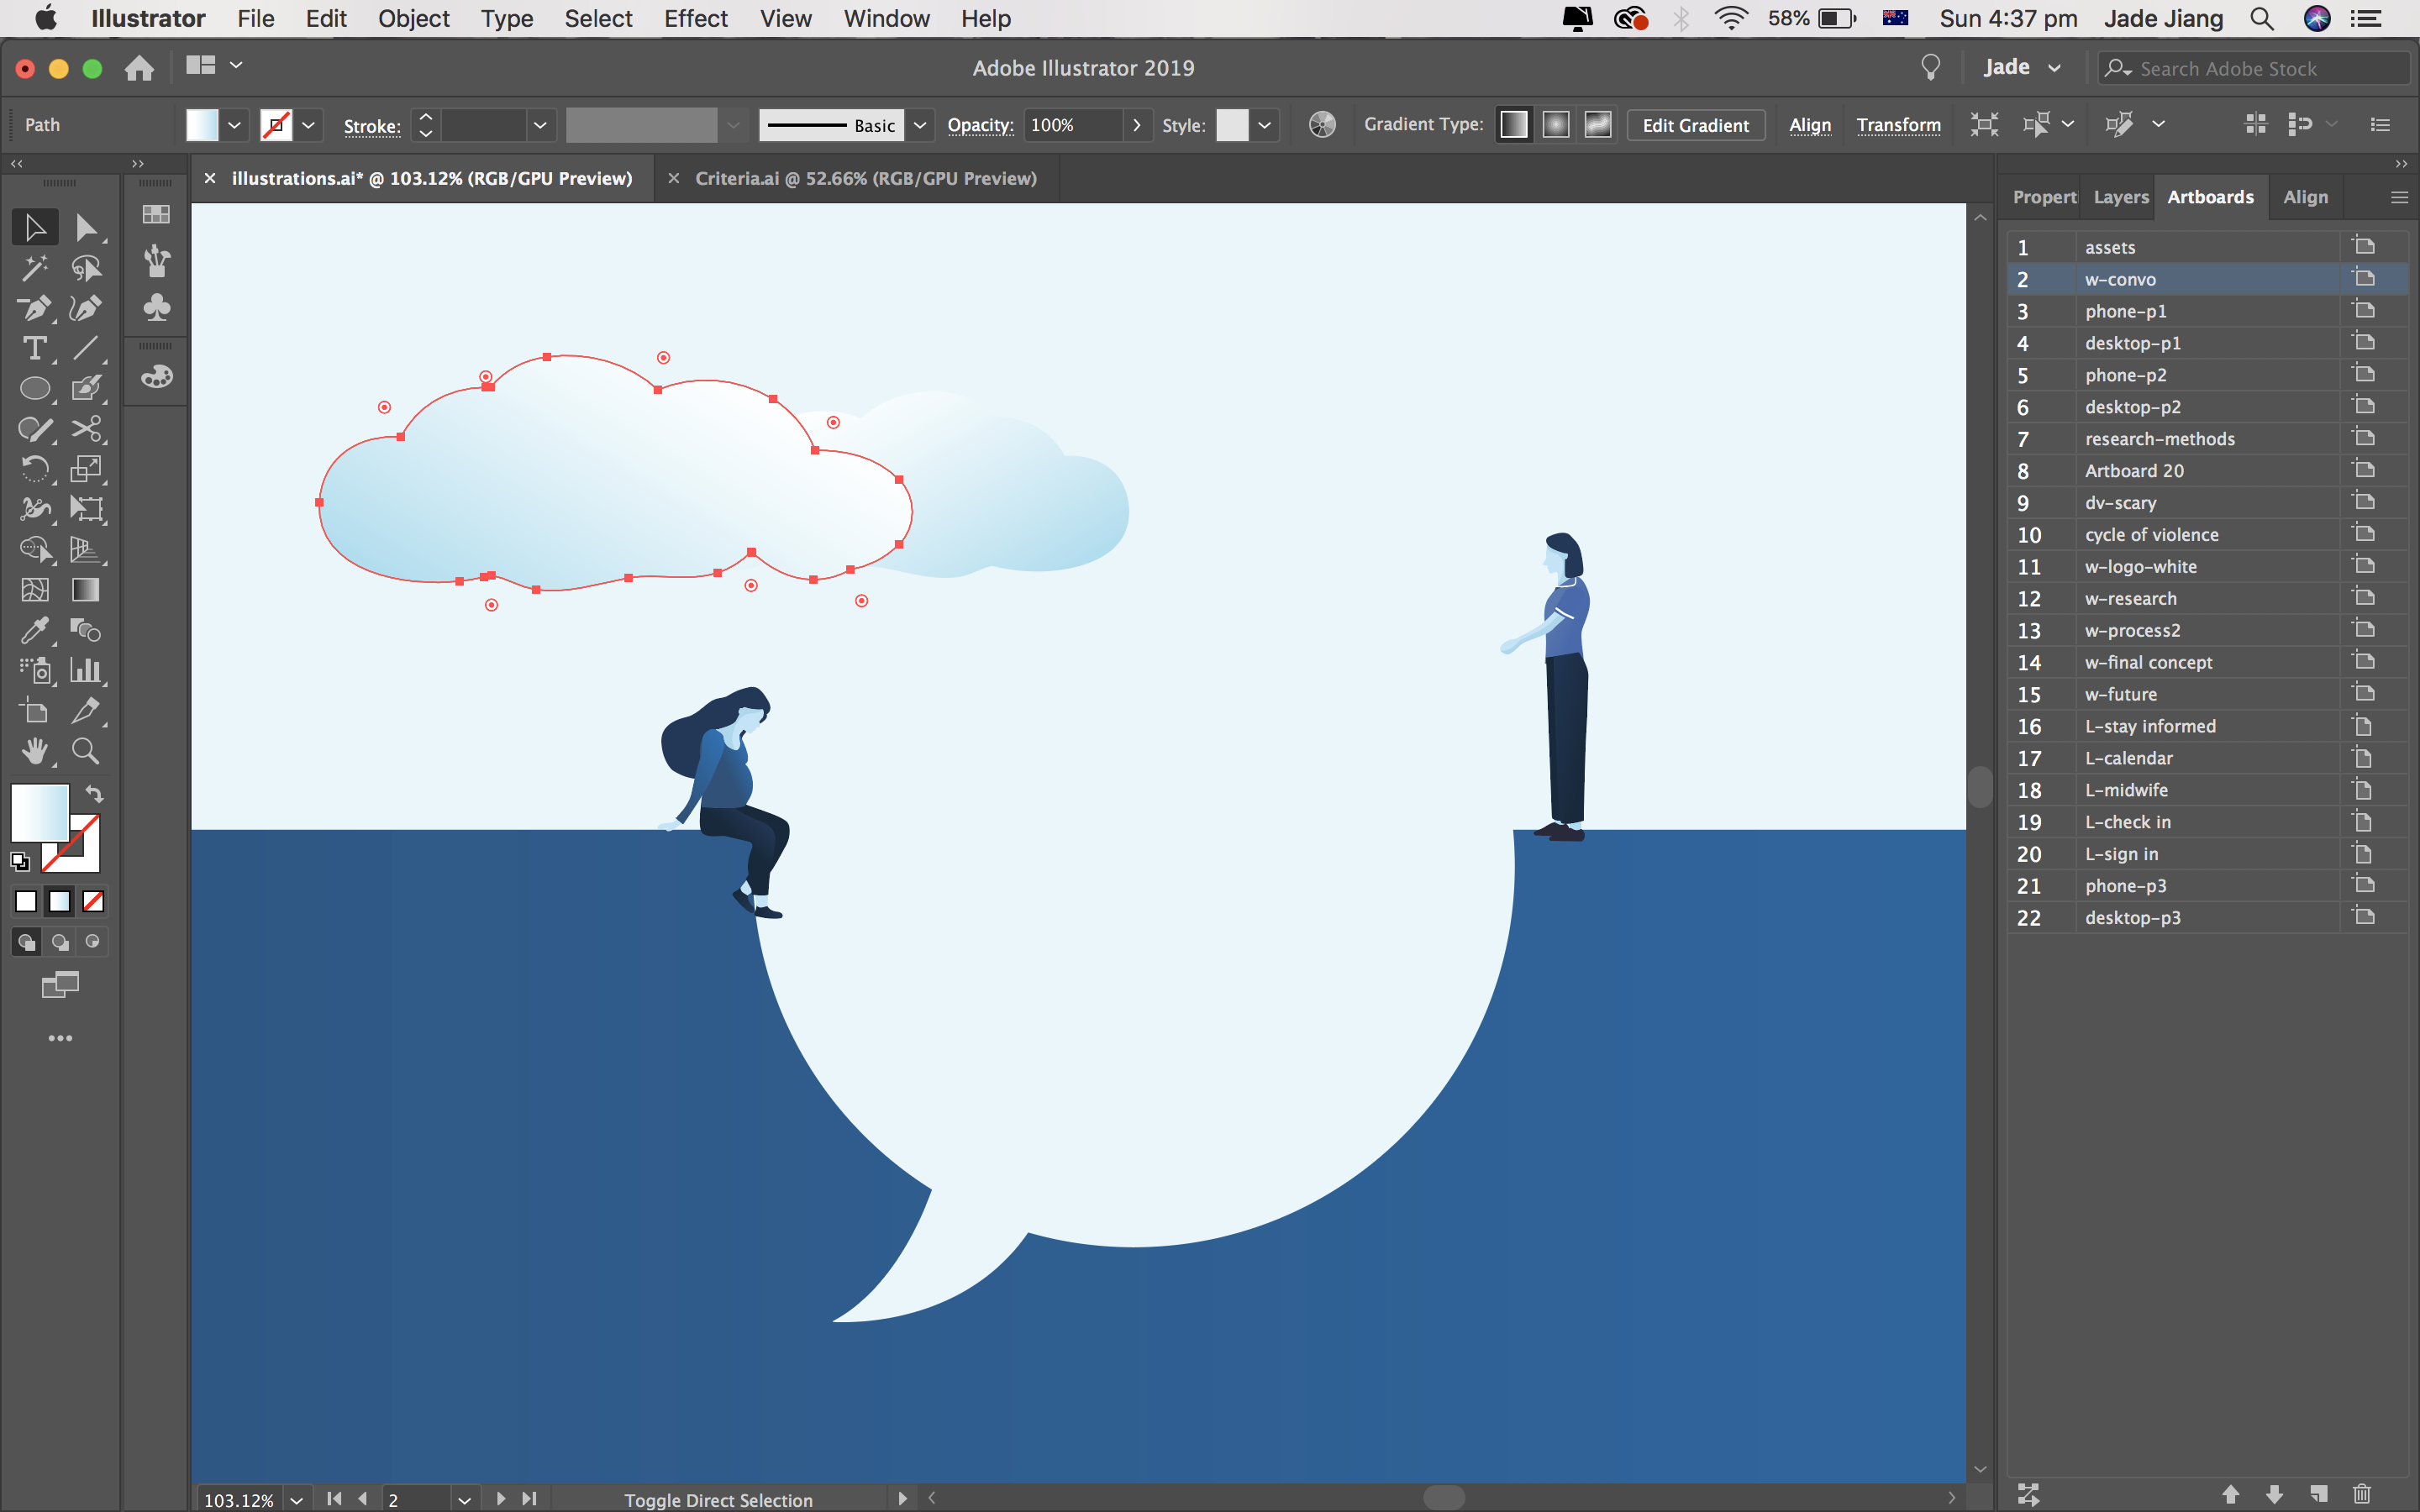 Illustrator File Edit Object Type Select Effect View Window Help 58% Sun 4:37 pm Jade Jiang
Adobe Illustrator 2019 Jade Search Adobe Stock
Path Stroke: Basic Opacity: 100% Style: Gradient Type: Edit Gradient Align Transform
illustrations.ai* @ 103.12% (RGB/GPU Preview) Criteria.ai @ 52.66% (RGB/GPU Preview)
Propert Layers Artboards Align
1 assets
2 w-convo
3 phone-p1
4 desktop-p1
5 phone-p2
6 desktop-p2
7 research-methods
8 Artboard 20
9 dv-scary
10 cycle of violence
11 w-logo-white
12 w-research
13 w-process2
14 w-final concept
15 w-future
16 L-stay informed
17 L-calendar
18 L-midwife
19 L-check in
20 L-sign in
21 phone-p3
22 desktop-p3
103.12% 2 Toggle Direct Selection